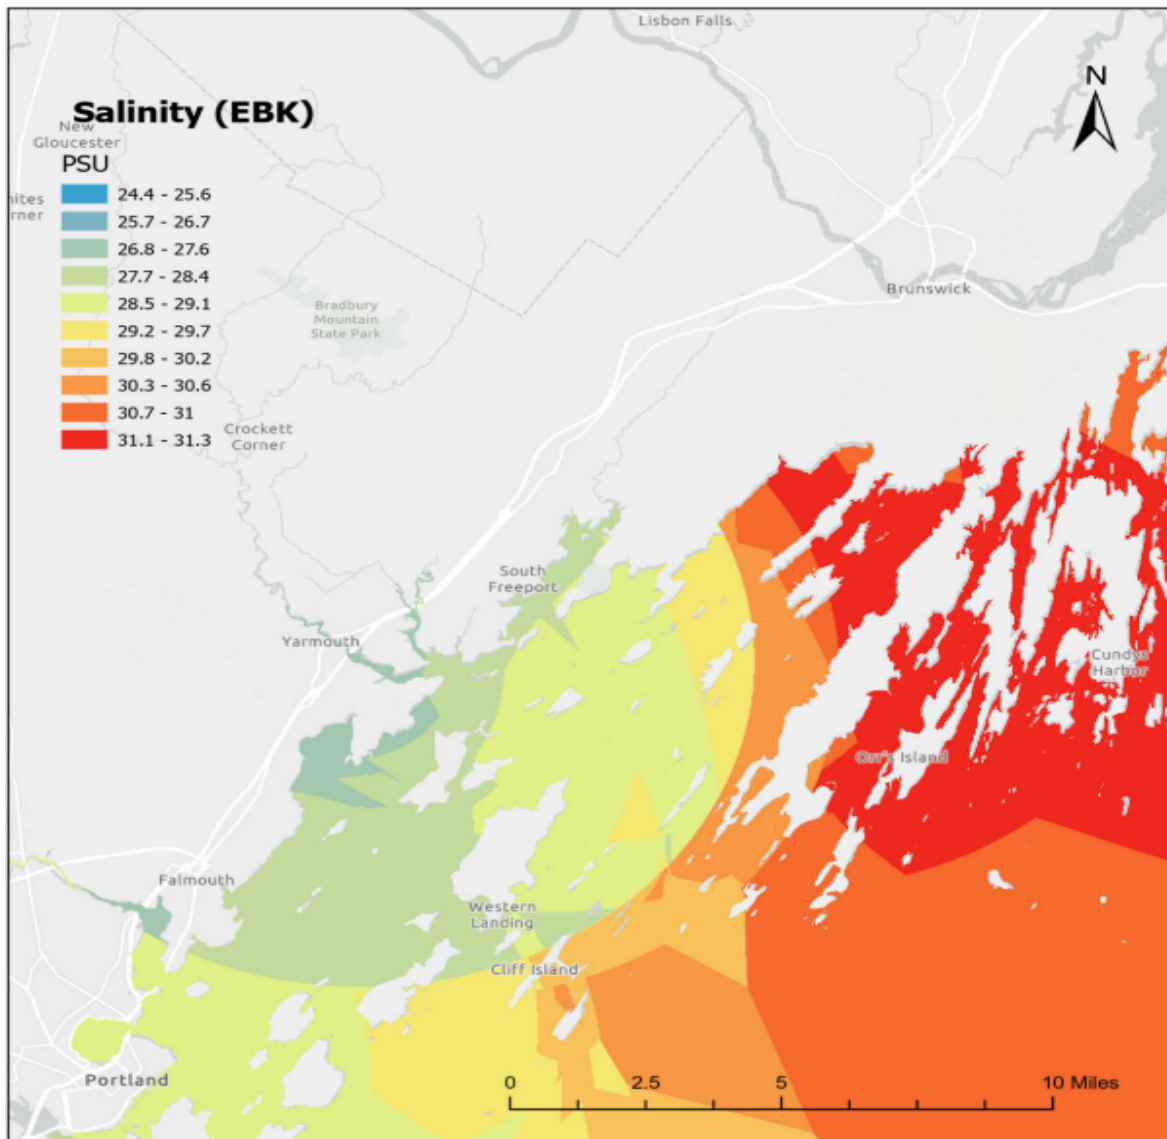 Lisbon Falls
N
Salinity (EBK)
New
Gloucester
PSU
24.4 - 25.6
25.7 - 26.7
26.8 - 27.6
27.7 - 28.4
28.5 - 29.1
29.2 - 29.7
29.8 - 30.2
30.3 - 30.6
30.7 - 31
31.1 - 31.3
hites
rner
Brunswick
Bradbury
Mountain
State Park
Crockett
Corner
South
Freeport
Yarmouth
Cundys
Harbor
Orr's Island
Falmouth
Western
Landing
Cliff Island
Portland
0 2.5 5 10 Miles